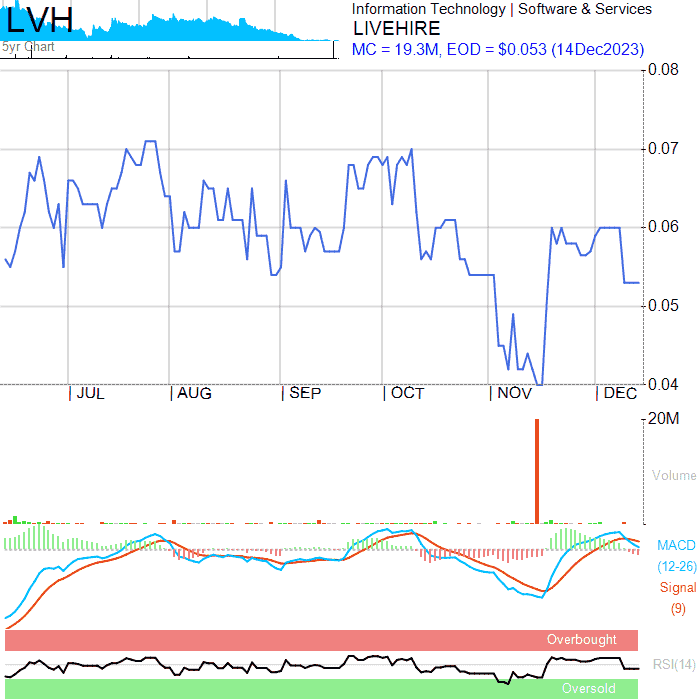 LVH
5yr Chart
Information Technology | Software & Services
LIVEHIRE
MC = 19.3M, EOD = $0.053 (14Dec2023)
0.08
0.07
0.06
0.05
0.04
JUL AUG SEP OCT NOV DEC
20M
Volume
MACD
(12-26)
Signal
(9)
Overbought
RSI(14)
Oversold